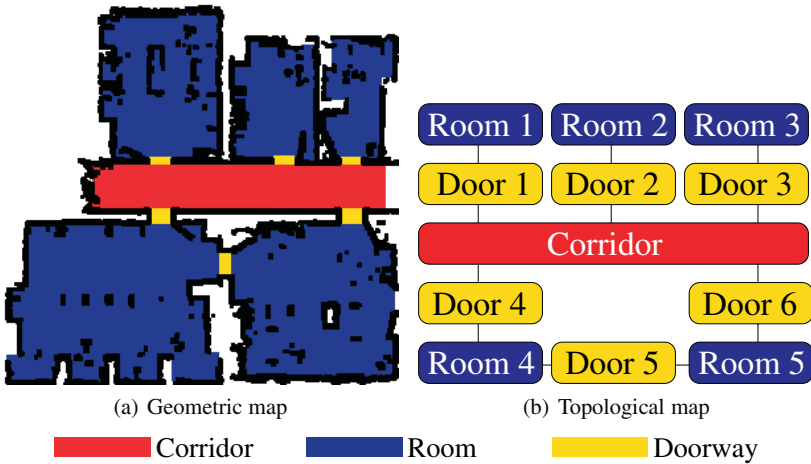 Room 1 Room 2 Room 3
Door 1 Door 2 Door 3
Corridor
Door 4 Door 6
Room 4 Door 5 Room 5
(a) Geometric map (b) Topological map
Corridor Room Doorway